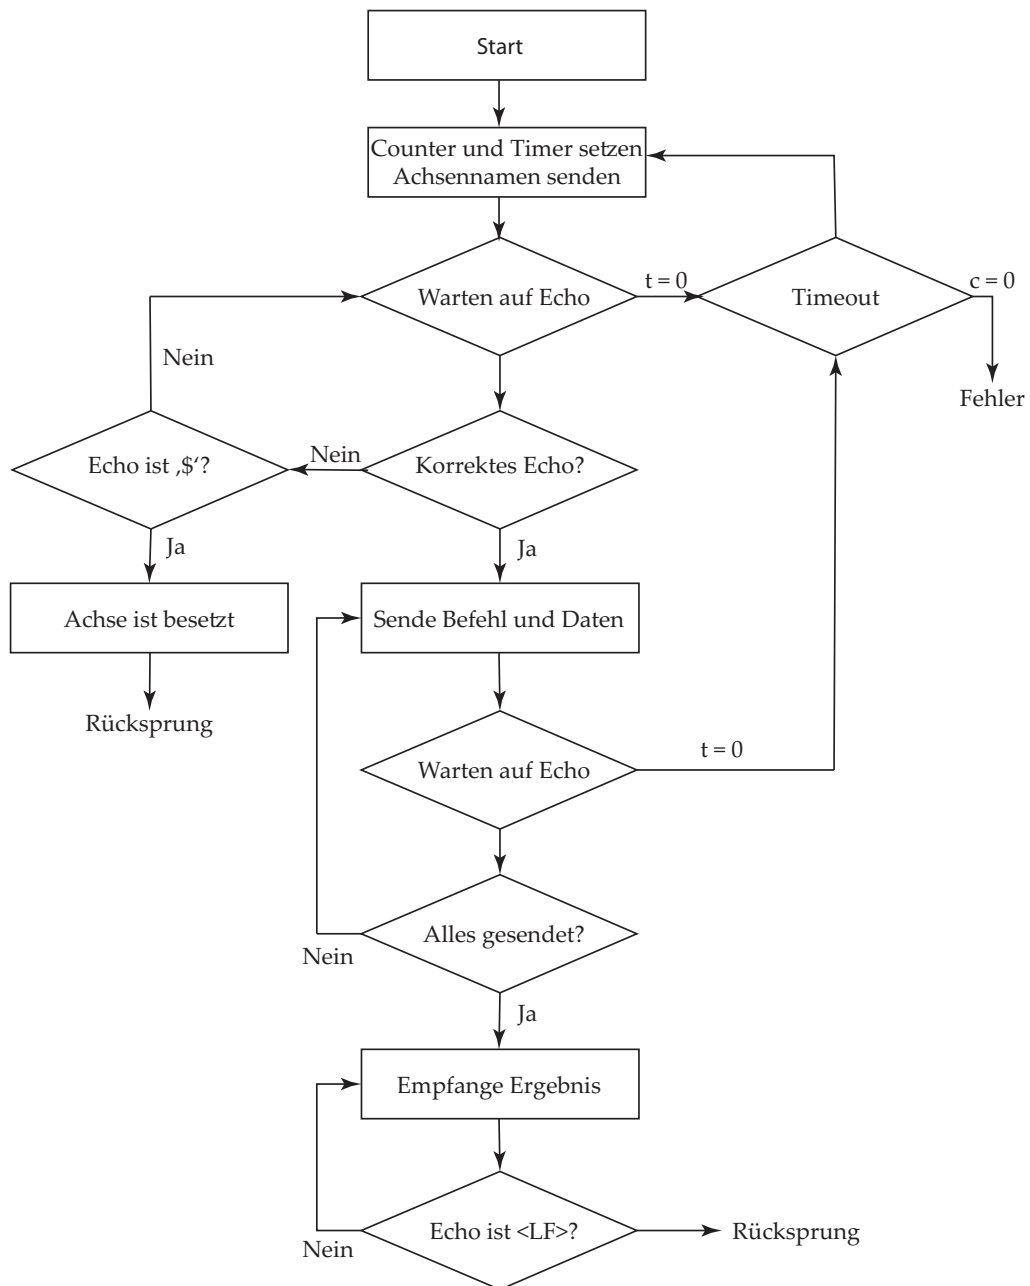 Start
Counter und Timer setzen
Achsennamen senden
Warten auf Echo
t = 0
Timeout
c = 0
Fehler
Nein
Echo ist ‚$‘?
Nein
Korrektes Echo?
Ja
Ja
Achse ist besetzt
Sende Befehl und Daten
Rücksprung
Warten auf Echo
t = 0
Alles gesendet?
Nein
Ja
Empfange Ergebnis
Echo ist <LF>?
Rücksprung
Nein